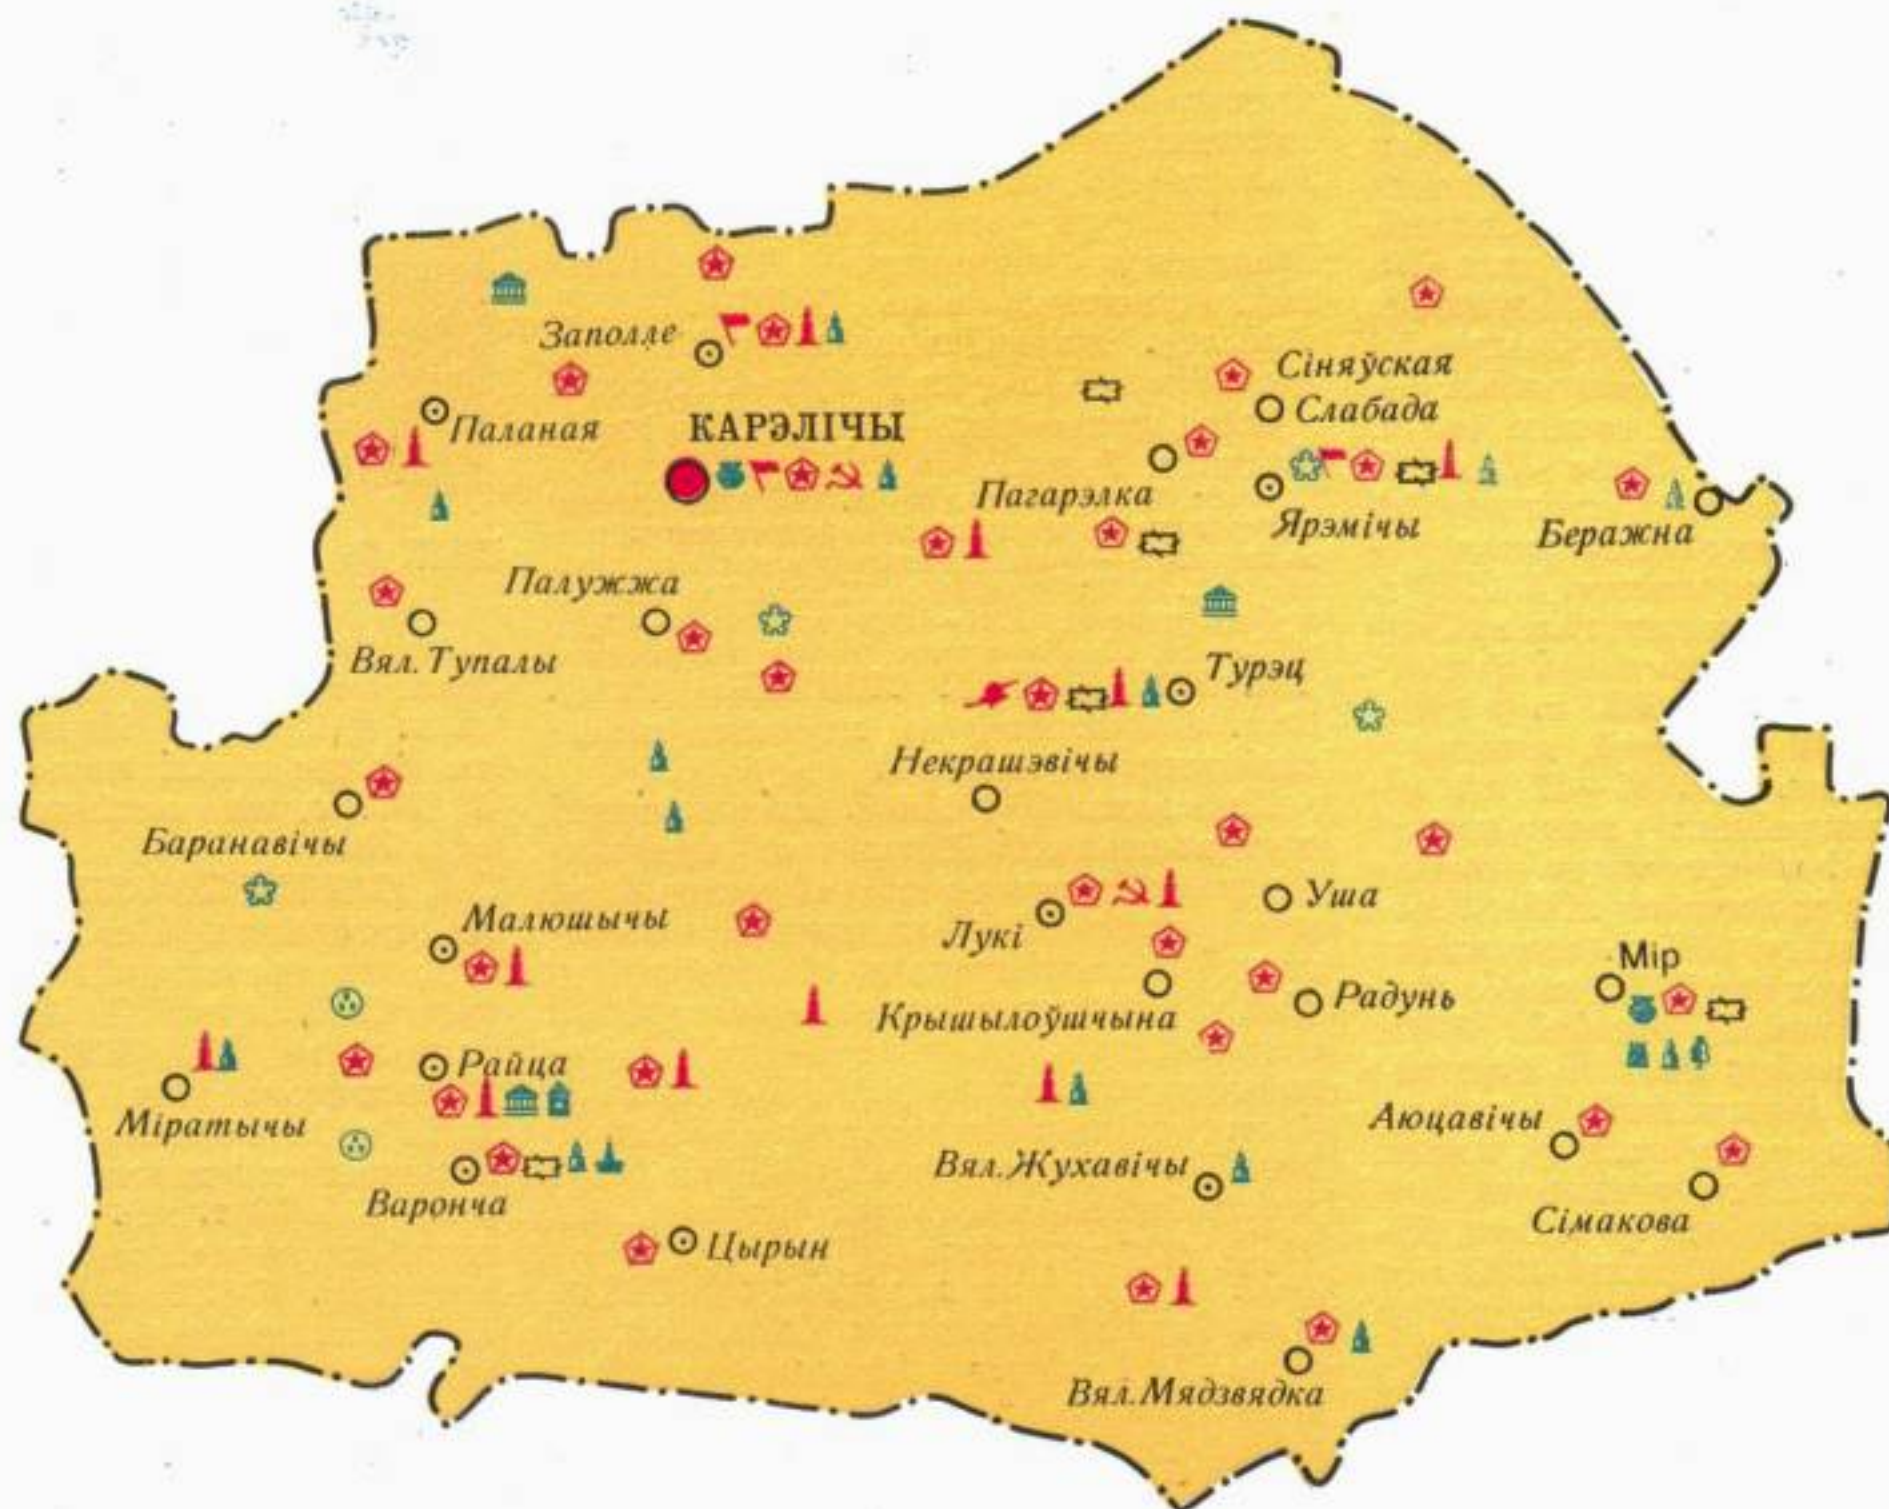 Заполле
Сіняўская
Слабада
Паланая
КАРЭЛІЧЫ
Пагарэлка
Ярэмічы
Беражна
Палужжа
Вял. Тупалы
Турэц
Некрашэвічы
Баранавічы
Малюшычы
Лукі
Уша
Мір
Радунь
Крышылоўшчына
Райца
Міратычы
Аюцавічы
Вял. Жухавічы
Варонча
Сімакова
Цырын
Вял. Мядзвядка